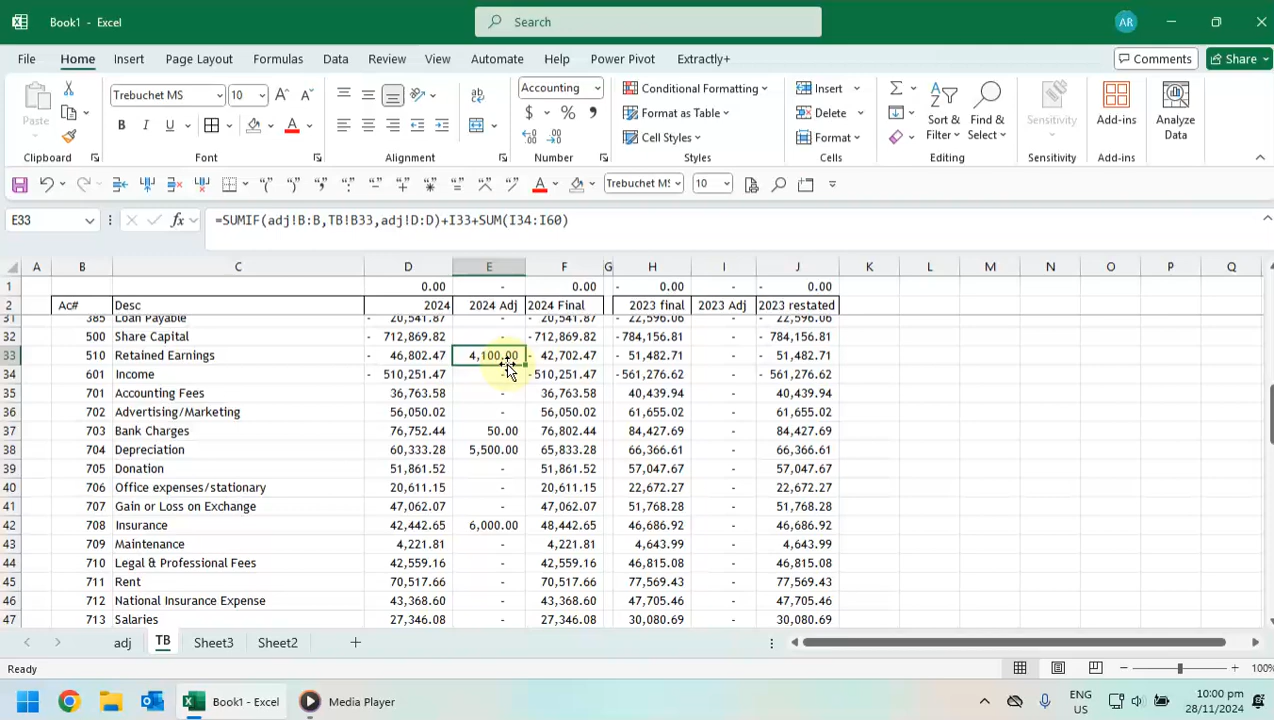 Book1 - Excel
Search
AR
File Home Insert Page Layout Formulas Data Review View Automate Help Power Pivot Extractly+
Comments
Share
Paste
Clipboard
Trebuchet MS
10
Font
Alignment
Accounting
Number
Conditional Formatting
Format as Table
Cell Styles
Styles
Insert
Delete
Format
Cells
Sort & Filter
Find & Select
Editing
Sensitivity
Sensitivity
Add-ins
Add-ins
Analyze Data
Trebuchet MS
10
E33
fx
=SUMIF(adj!B:B,TB!B33,adj!D:D)+I33+SUM(I34:I60)
A B C D E F G H I J K L M N O P Q
1 0.00 - 0.00 - 0.00 - - 0.00
2 Ac# Desc 2024 2024 Adj 2024 Final 2023 final 2023 Adj 2023 restated
31 385 Loan Payable - 20,541.87 - - 20,541.87 - 22,596.06 - - 22,596.06
32 500 Share Capital - 712,869.82 - - 712,869.82 - 784,156.81 - - 784,156.81
33 510 Retained Earnings - 46,802.47 4,100.00 - 42,702.47 - 51,482.71 - - 51,482.71
34 601 Income - 510,251.47 - - 510,251.47 - 561,276.62 - - 561,276.62
35 701 Accounting Fees 36,763.58 - 36,763.58 40,439.94 - 40,439.94
36 702 Advertising/Marketing 56,050.02 - 56,050.02 61,655.02 - 61,655.02
37 703 Bank Charges 76,752.44 50.00 76,802.44 84,427.69 - 84,427.69
38 704 Depreciation 60,333.28 5,500.00 65,833.28 66,366.61 - 66,366.61
39 705 Donation 51,861.52 - 51,861.52 57,047.67 - 57,047.67
40 706 Office expenses/stationary 20,611.15 - 20,611.15 22,672.27 - 22,672.27
41 707 Gain or Loss on Exchange 47,062.07 - 47,062.07 51,768.28 - 51,768.28
42 708 Insurance 42,442.65 6,000.00 48,442.65 46,686.92 - 46,686.92
43 709 Maintenance 4,221.81 - 4,221.81 4,643.99 - 4,643.99
44 710 Legal & Professional Fees 42,559.16 - 42,559.16 46,815.08 - 46,815.08
45 711 Rent 70,517.66 - 70,517.66 77,569.43 - 77,569.43
46 712 National Insurance Expense 43,368.60 - 43,368.60 47,705.46 - 47,705.46
47 713 Salaries 27,346.08 - 27,346.08 30,080.69 - 30,080.69
adj TB Sheet3 Sheet2
Ready
100%
Book1 - Excel
Media Player
ENG
US
10:00 pm
28/11/2024